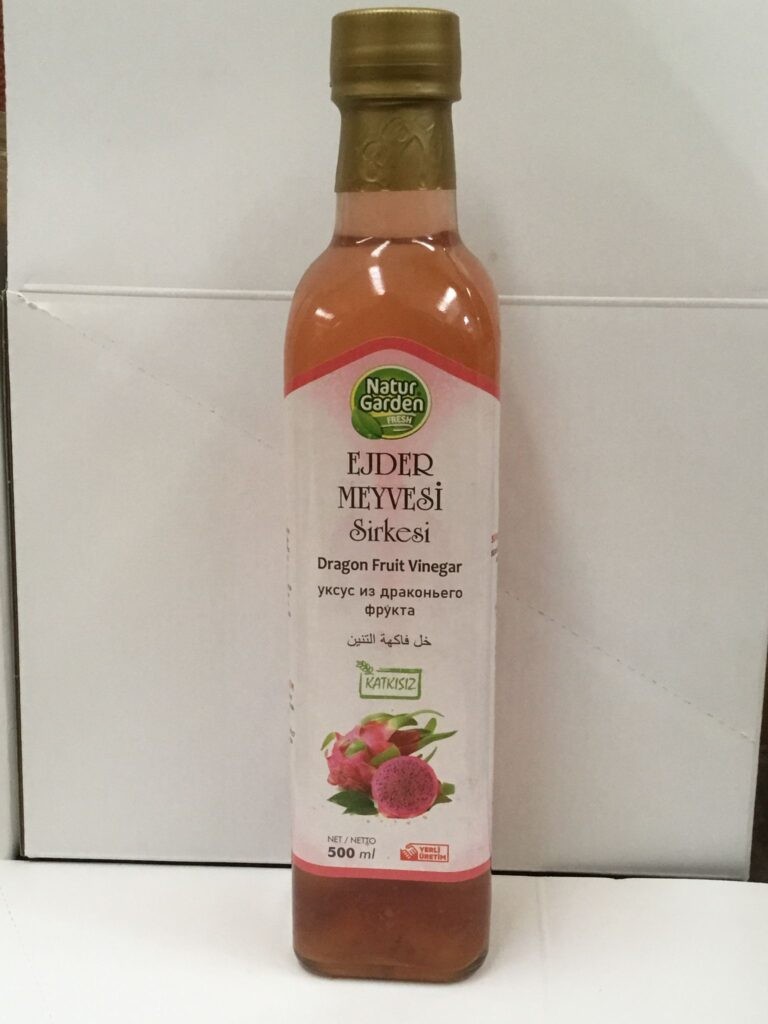 Natur
Garden
FRESH
EJDER
MEYVESİ
Sirkesi
Dragon Fruit Vinegar
уксус из драконьего
фрукта
خل فاكهة التنين
KATKISIZ
NET / NETTO
500 ml
YERLİ
ÜRETİM